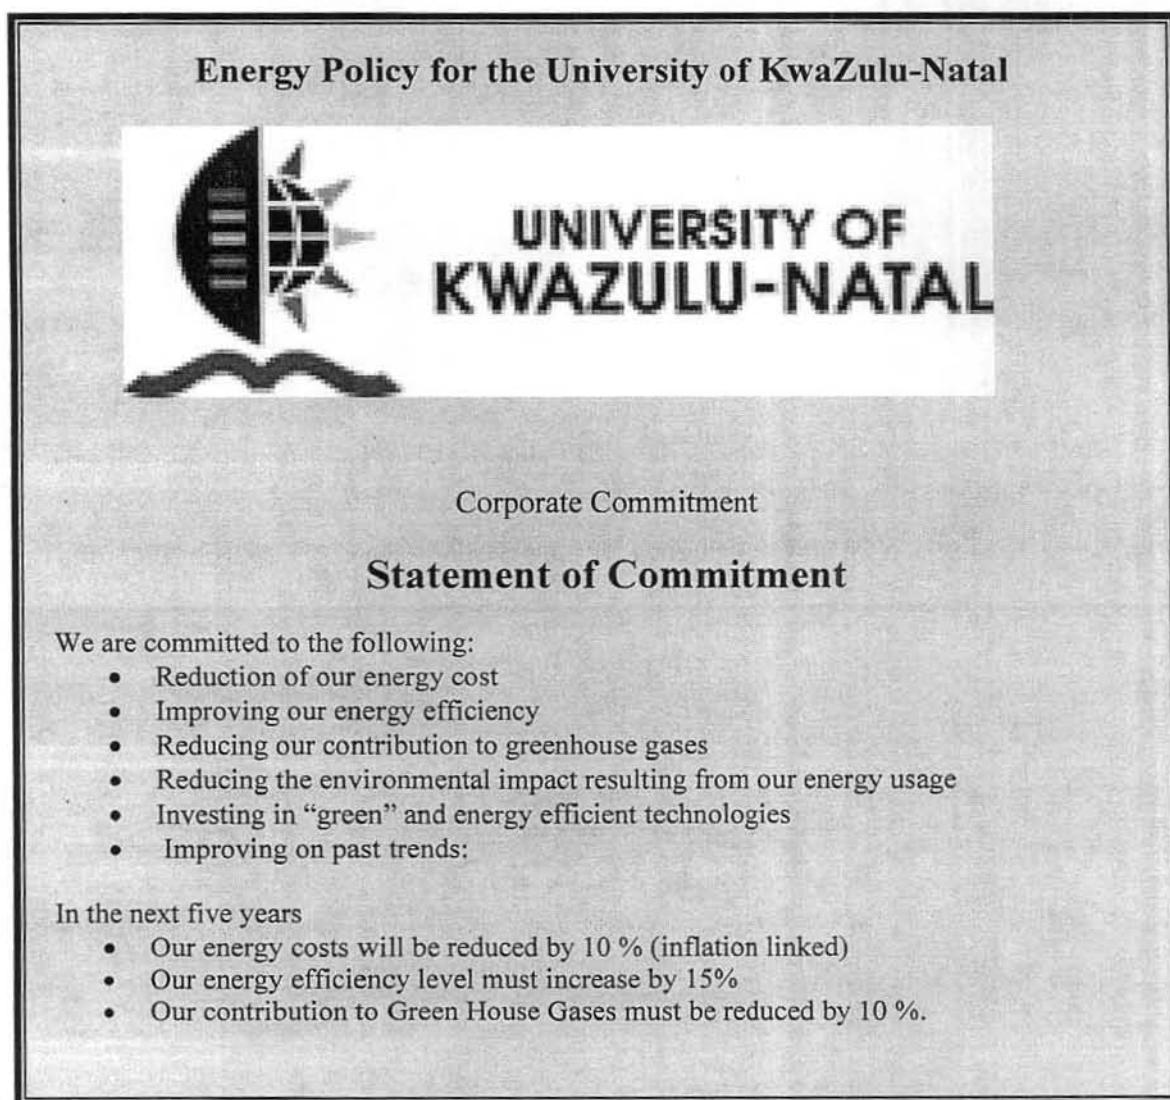 Energy Policy for the University of KwaZulu-Natal
UNIVERSITY OF
KWAZULU-NATAL
Corporate Commitment
Statement of Commitment
We are committed to the following:
• Reduction of our energy cost
• Improving our energy efficiency
• Reducing our contribution to greenhouse gases
• Reducing the environmental impact resulting from our energy usage
• Investing in “green” and energy efficient technologies
• Improving on past trends:
In the next five years
• Our energy costs will be reduced by 10 % (inflation linked)
• Our energy efficiency level must increase by 15%
• Our contribution to Green House Gases must be reduced by 10 %.